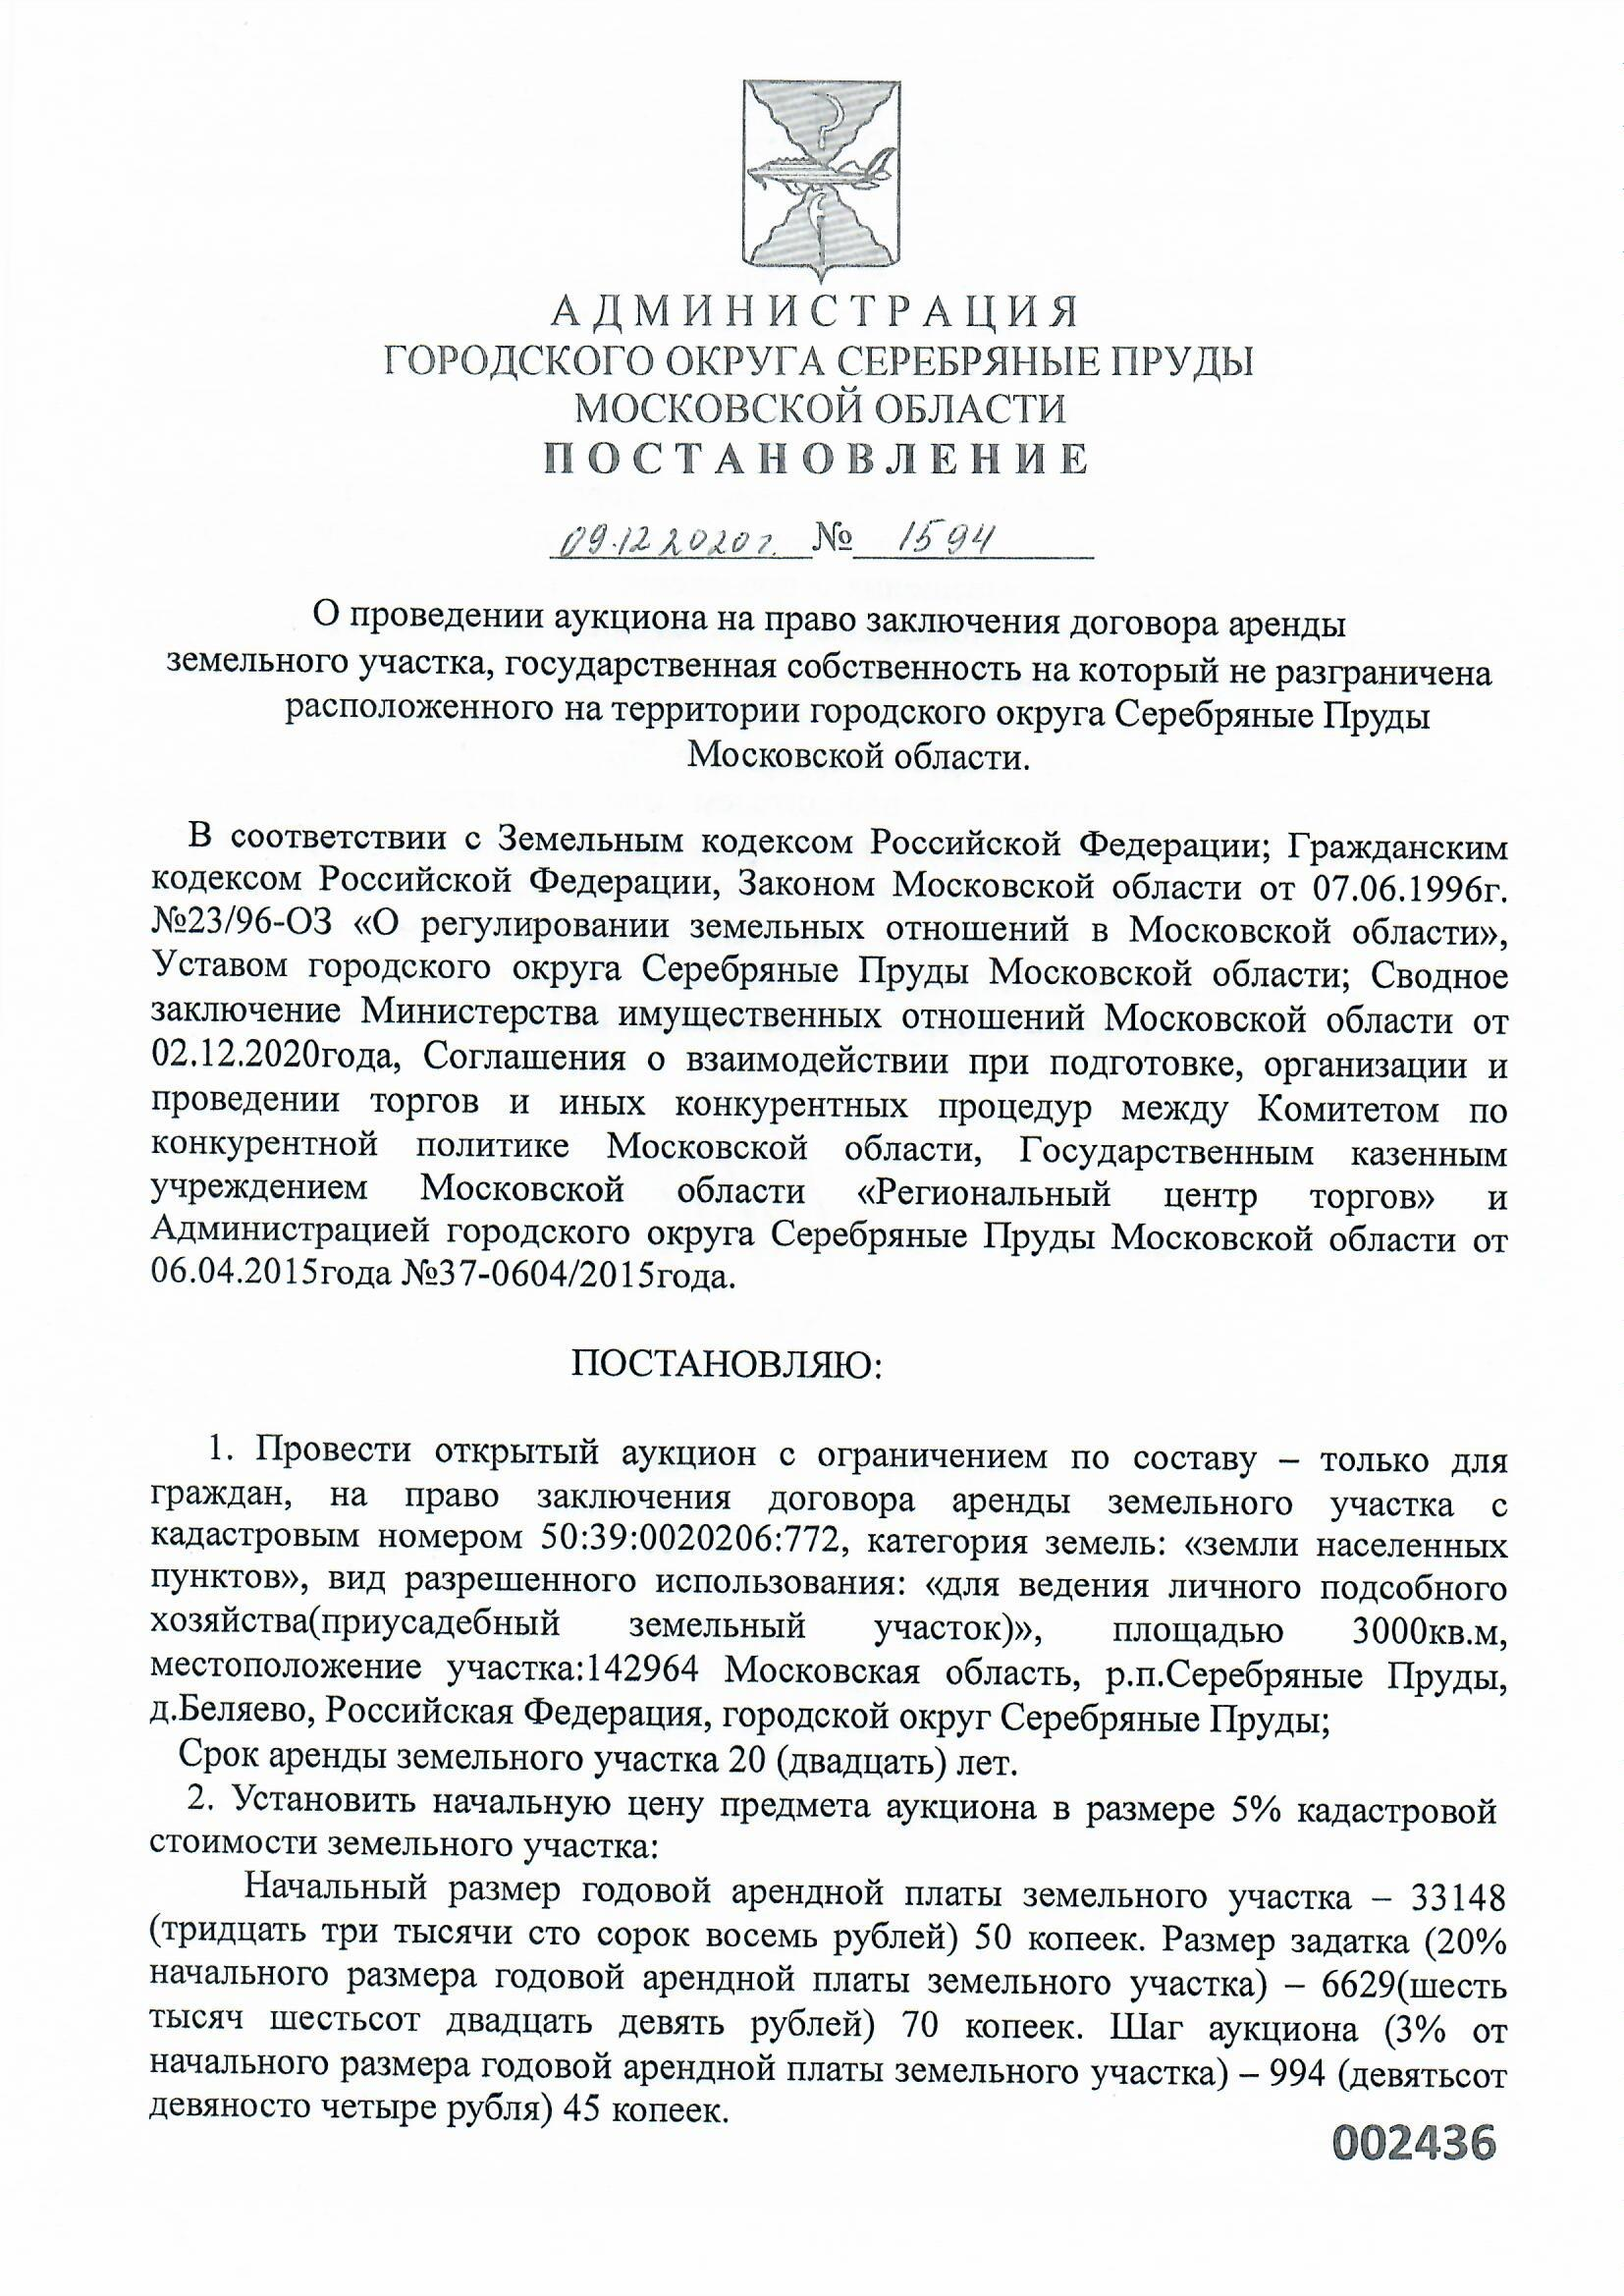 АДМИНИСТРАЦИЯ
ГОРОДСКОГО ОКРУГА СЕРЕБРЯНЫЕ ПРУДЫ
МОСКОВСКОЙ ОБЛАСТИ
ПОСТАНОВЛЕНИЕ
09.12.2020г. № 1594
О проведении аукциона на право заключения договора аренды
земельного участка, государственная собственность на который не разграничена
расположенного на территории городского округа Серебряные Пруды
Московской области.
В соответствии с Земельным кодексом Российской Федерации; Гражданским
кодексом Российской Федерации, Законом Московской области от 07.06.1996г.
№23/96-ОЗ «О регулировании земельных отношений в Московской области»,
Уставом городского округа Серебряные Пруды Московской области; Сводное
заключение Министерства имущественных отношений Московской области от
02.12.2020года, Соглашения о взаимодействии при подготовке, организации и
проведении торгов и иных конкурентных процедур между Комитетом по
конкурентной политике Московской области, Государственным казенным
учреждением Московской области «Региональный центр торгов» и
Администрацией городского округа Серебряные Пруды Московской области от
06.04.2015года №37-0604/2015года.
ПОСТАНОВЛЯЮ:
1. Провести открытый аукцион с ограничением по составу – только для
граждан, на право заключения договора аренды земельного участка с
кадастровым номером 50:39:0020206:772, категория земель: «земли населенных
пунктов», вид разрешенного использования: «для ведения личного подсобного
хозяйства(приусадебный земельный участок)», площадью 3000кв.м,
местоположение участка:142964 Московская область, р.п.Серебряные Пруды,
д.Беляево, Российская Федерация, городской округ Серебряные Пруды;
Срок аренды земельного участка 20 (двадцать) лет.
2. Установить начальную цену предмета аукциона в размере 5% кадастровой
стоимости земельного участка:
Начальный размер годовой арендной платы земельного участка – 33148
(тридцать три тысячи сто сорок восемь рублей) 50 копеек. Размер задатка (20%
начального размера годовой арендной платы земельного участка) – 6629(шесть
тысяч шестьсот двадцать девять рублей) 70 копеек. Шаг аукциона (3% от
начального размера годовой арендной платы земельного участка) – 994 (девятьсот
девяносто четыре рубля) 45 копеек.
002436